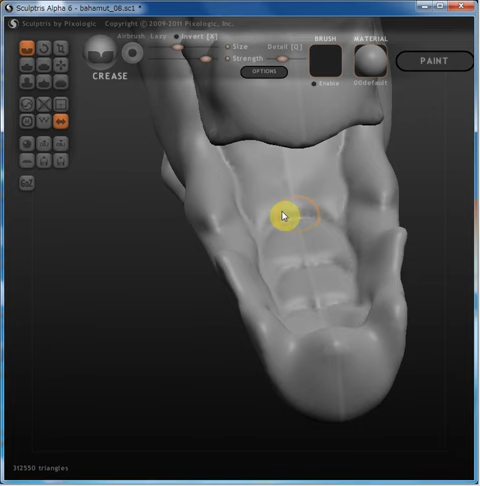 Sculptris Alpha 6 - bahamut_08.sc1 *
Sculptris by Pixologic Copyright © 2009-2011 Pixologic, Inc.
Airbrush Lazy Invert [X]
BRUSH MATERIAL
Size Detail [Q]
Strength
PAINT
CREASE
OPTIONS
Enable 00default
312550 triangles